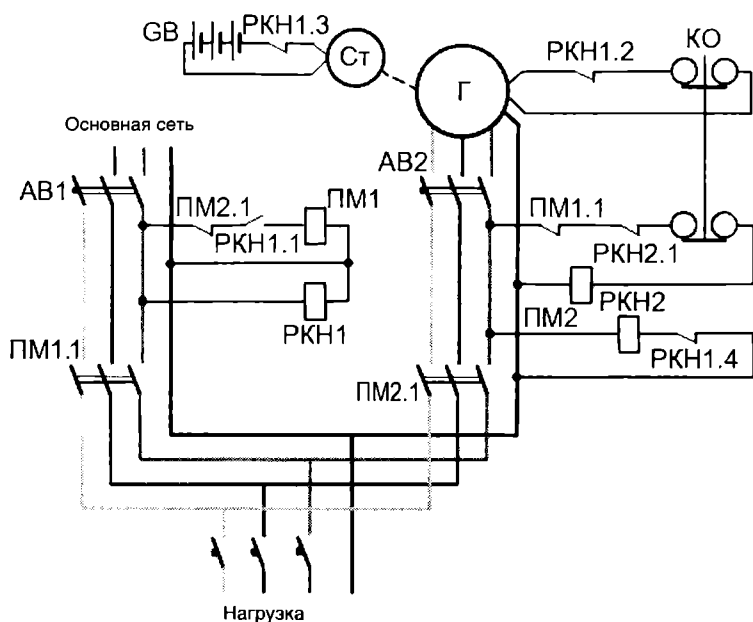 GB
РКН1.3
Ст
Г
РКН1.2
КО
Основная сеть
АВ1
АВ2
ПМ2.1
РКН1.1
ПМ1
ПМ1.1
РКН2.1
РКН1
РКН2
ПМ2
РКН1.4
ПМ1.1
ПМ2.1
Нагрузка